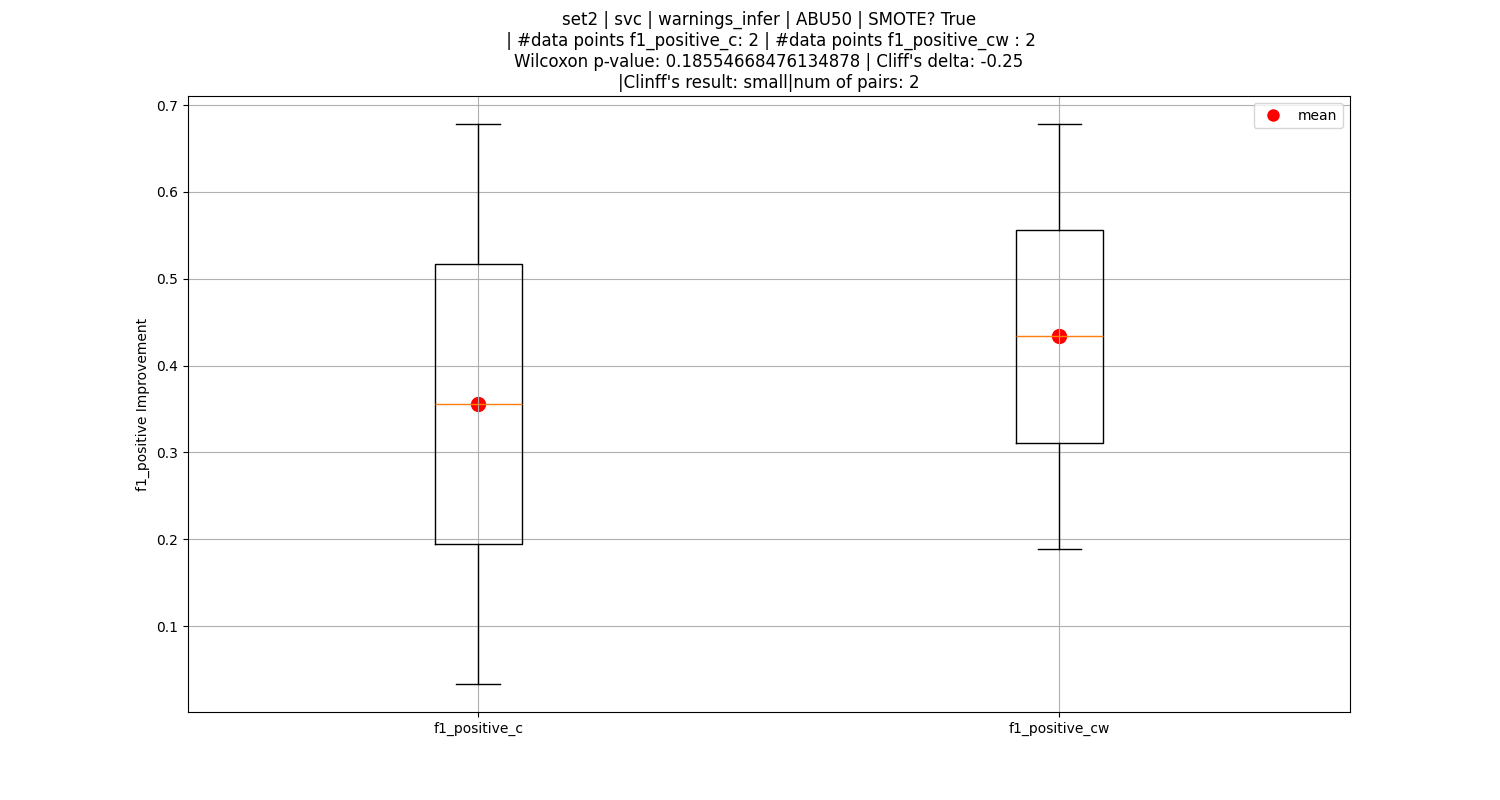 set2 | svc | warnings_infer | ABU50 | SMOTE? True
| #data points f1_positive_c: 2 | #data points f1_positive_cw : 2
Wilcoxon p-value: 0.18554668476134878 | Cliff's delta: -0.25
|Clinff's result: small|num of pairs: 2
mean
f1_positive Improvement
0.7
0.6
0.5
0.4
0.3
0.2
0.1
f1_positive_c
f1_positive_cw